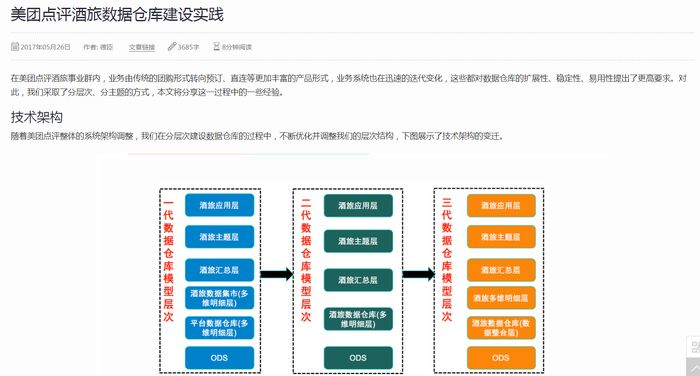 美团点评酒旅数据仓库建设实践
2017年05月26日 作者: 德臣 文章链接 3685字 8分钟阅读
在美团点评酒旅事业群内，业务由传统的团购形式转向预订、直连等更加丰富的产品形式，业务系统也在迅速的迭代变化，这些都对数据仓库的扩展性、稳定性、易用性提出了更高要求。对
此，我们采取了分层次、分主题的方式，本文将分享这一过程中的一些经验。
技术架构
随着美团点评整体的系统架构调整，我们在分层次建设数据仓库的过程中，不断优化并调整我们的层次结构，下图展示了技术架构的变迁。
一代数据仓库模型层次
酒旅应用层
酒旅主题层
酒旅汇总层
酒旅数据集市(多
维明细层)
平台数据仓库(多
维明细层)
ODS
二代数据仓库模型层次
酒旅应用层
酒旅主题层
酒旅汇总层
酒旅数据仓库(多
维明细层)
ODS
三代数据仓库模型层次
酒旅应用层
酒旅主题层
酒旅汇总层
酒旅多维明细层
酒旅数据仓库(数
据整合层)
ODS